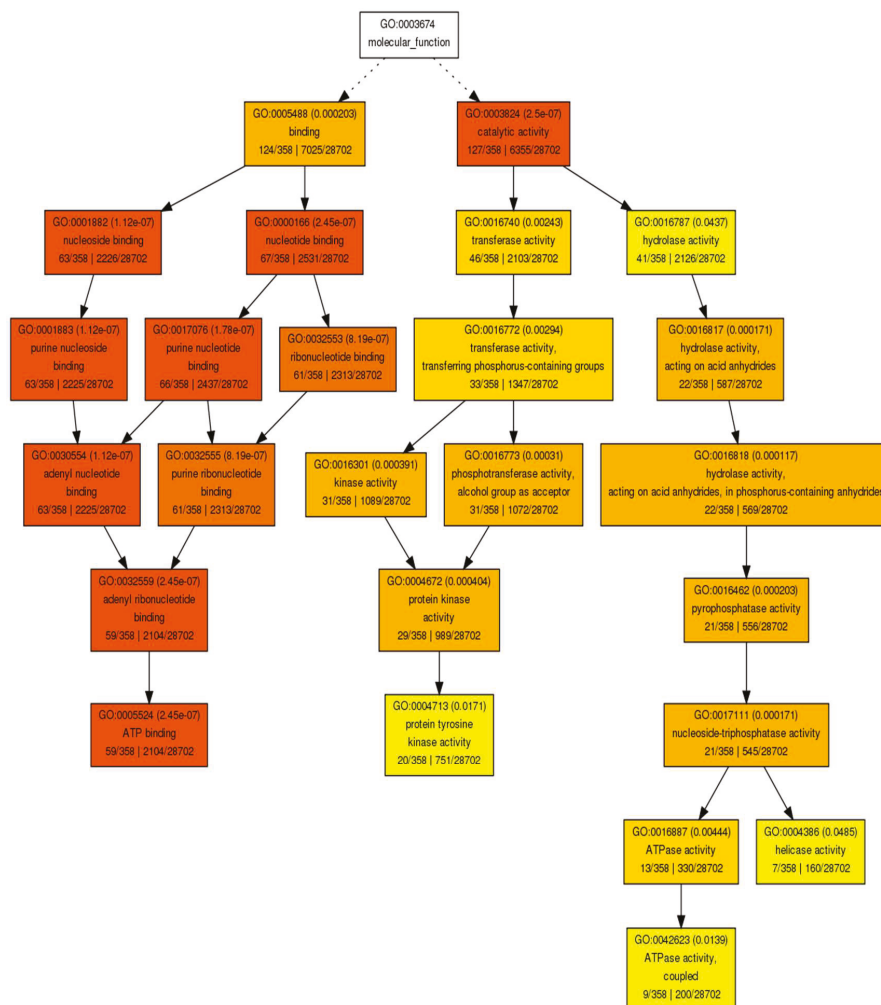 GO:0003674
molecular_function
GO:0005488 (0.000203)
binding
124/358 | 7025/28702
GO:0003824 (2.5e-07)
catalytic activity
127/358 | 6355/28702
GO:0001882 (1.12e-07)
nucleoside binding
63/358 | 2226/28702
GO:0000166 (2.45e-07)
nucleotide binding
67/358 | 2531/28702
GO:0016740 (0.00243)
transferase activity
46/358 | 2103/28702
GO:0016787 (0.0437)
hydrolase activity
41/358 | 2126/28702
GO:0001883 (1.12e-07)
purine nucleoside
binding
63/358 | 2225/28702
GO:0017076 (1.78e-07)
purine nucleotide
binding
66/358 | 2437/28702
GO:0032553 (8.19e-07)
ribonucleotide binding
61/358 | 2313/28702
GO:0016772 (0.00294)
transferase activity,
transferring phosphorus-containing groups
33/358 | 1347/28702
GO:0016817 (0.000171)
hydrolase activity,
acting on acid anhydrides
22/358 | 587/28702
GO:0030554 (1.12e-07)
adenyl nucleotide
binding
63/358 | 2225/28702
GO:0032555 (8.19e-07)
purine ribonucleotide
binding
61/358 | 2313/28702
GO:0016301 (0.000391)
kinase activity
31/358 | 1089/28702
GO:0016773 (0.00031)
phosphotransferase activity,
alcohol group as acceptor
31/358 | 1072/28702
GO:0016818 (0.000117)
hydrolase activity,
acting on acid anhydrides, in phosphorus-containing anhydrides
22/358 | 569/28702
GO:0032559 (2.45e-07)
adenyl ribonucleotide
binding
59/358 | 2104/28702
GO:0004672 (0.000404)
protein kinase
activity
29/358 | 989/28702
GO:0016462 (0.000203)
pyrophosphatase activity
21/358 | 556/28702
GO:0005524 (2.45e-07)
ATP binding
59/358 | 2104/28702
GO:0004713 (0.0171)
protein tyrosine
kinase activity
20/358 | 751/28702
GO:0017111 (0.000171)
nucleoside-triphosphatase activity
21/358 | 545/28702
GO:0016887 (0.00444)
ATPase activity
13/358 | 330/28702
GO:0004386 (0.0485)
helicase activity
7/358 | 160/28702
GO:0042623 (0.0139)
ATPase activity,
coupled
9/358 | 200/28702